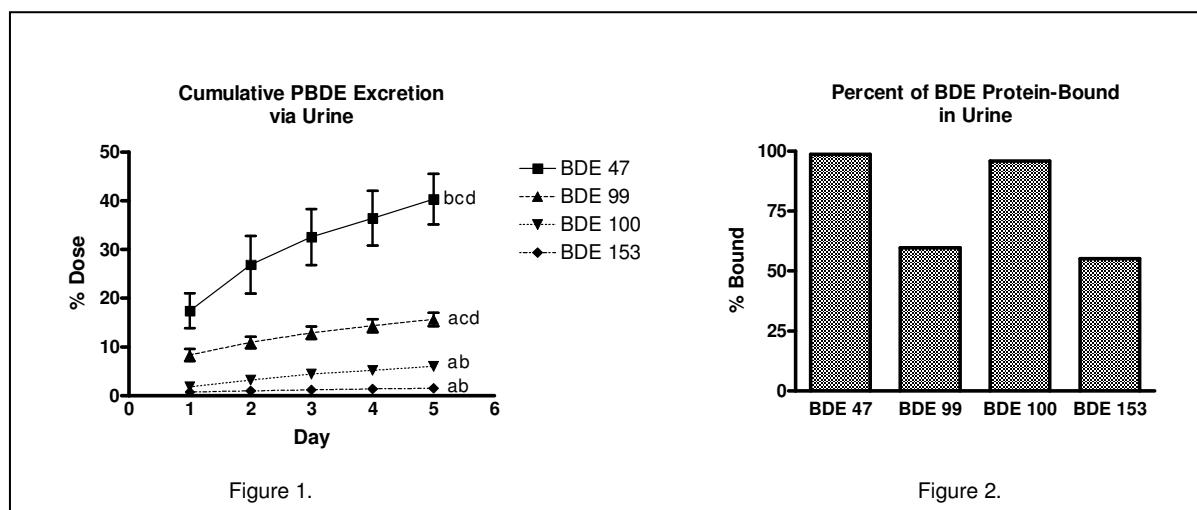 Cumulative PBDE Excretion
via Urine
50
40
30
20
10
0
% Dose
0 1 2 3 4 5 6
Day
bcd
acd
ab
ab
BDE 47
BDE 99
BDE 100
BDE 153
Figure 1.
Percent of BDE Protein-Bound
in Urine
100
75
50
25
0
% Bound
BDE 47 BDE 99 BDE 100 BDE 153
Figure 2.